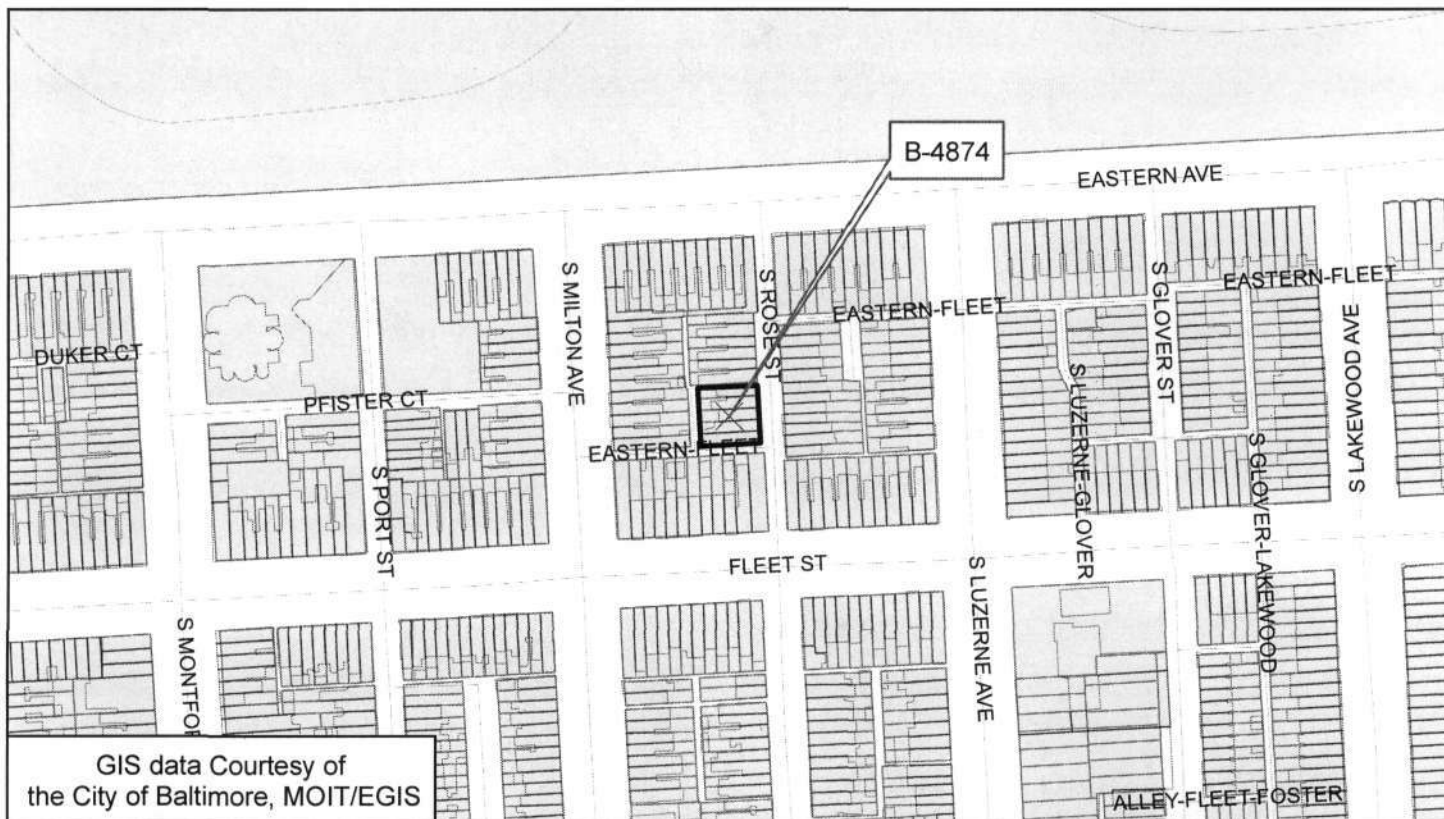 B-4874
EASTERN AVE
S MILTON AVE
S ROSE ST
S GLOVER ST
EASTERN-FLEET
EASTERN-FLEET
DUKER CT
S LAKEWOOD AVE
PFISTER CT
S LUZERNE-GLOVER
EASTERN-FLEET
S PORT ST
S GLOVER-LAKEWOOD
FLEET ST
S LUZERNE AVE
S MONTFO
GIS data Courtesy of
the City of Baltimore, MOIT/EGIS
ALLEY-FLEET-FOSTER